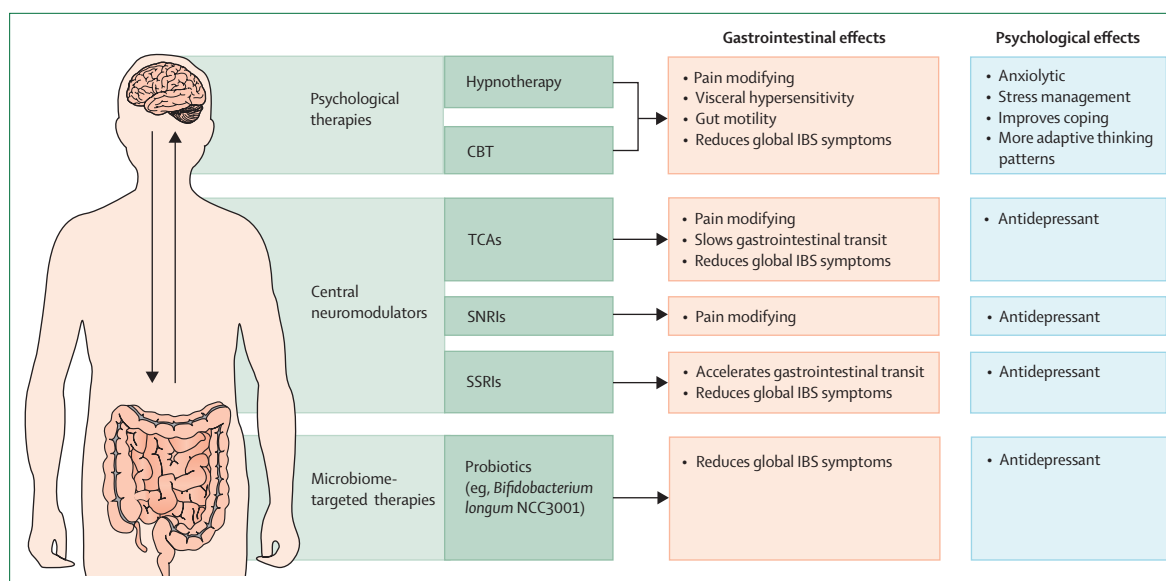 Gastrointestinal effects
Psychological effects
Psychological
therapies
Hypnotherapy
CBT
• Pain modifying
• Visceral hypersensitivity
• Gut motility
• Reduces global IBS symptoms
• Anxiolytic
• Stress management
• Improves coping
• More adaptive thinking
patterns
Central
neuromodulators
TCAs
• Pain modifying
• Slows gastrointestinal transit
• Reduces global IBS symptoms
• Antidepressant
SNRIs
• Pain modifying
• Antidepressant
SSRIs
• Accelerates gastrointestinal transit
• Reduces global IBS symptoms
• Antidepressant
Microbiome-
targeted therapies
Probiotics
(eg, Bifidobacterium
longum NCC3001)
• Reduces global IBS symptoms
• Antidepressant